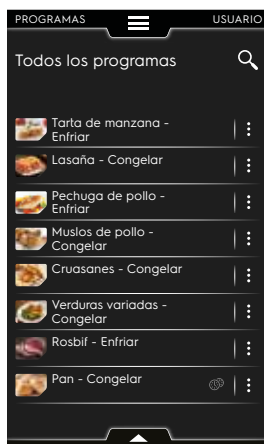 PROGRAMAS USUARIO
Todos los programas
Tarta de manzana -
Enfriar
Lasaña - Congelar
Pechuga de pollo -
Enfriar
Muslos de pollo -
Congelar
Cruasanes - Congelar
Verduras variadas -
Congelar
Rosbif - Enfriar
Pan - Congelar